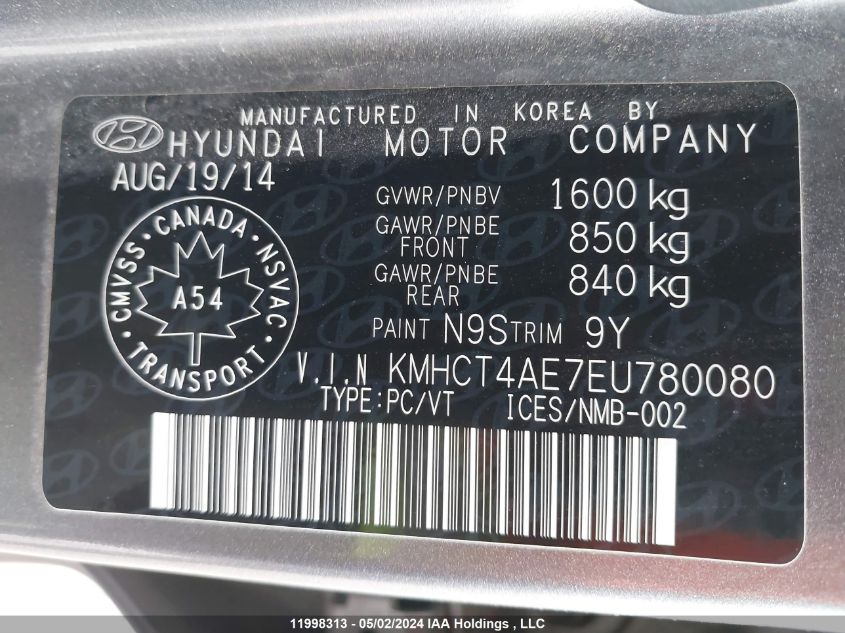 MANUFACTURED IN KOREA BY
HYUNDAI MOTOR COMPANY
AUG/19/14
GVWR/PNBV 1600 kg
GAWR/PNBE FRONT 850 kg
GAWR/PNBE REAR 840 kg
CMVSS · CANADA · NSVAC
A54
TRANSPORT
PAINT N9S TRIM 9Y
V.I.N KMHCT4AE7EU780080
TYPE:PC/VT ICES/NMB-002
11998313 - 05/02/2024 IAA Holdings , LLC